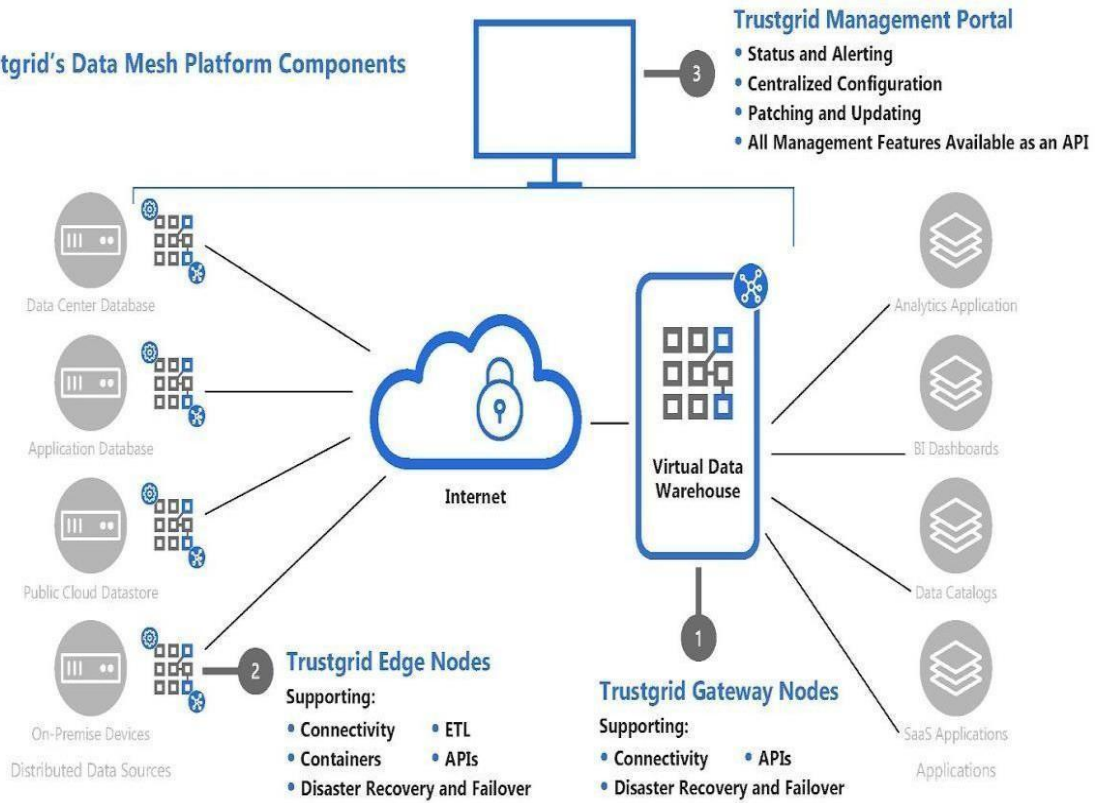 tgrid's Data Mesh Platform Components
3
Trustgrid Management Portal
• Status and Alerting
• Centralized Configuration
• Patching and Updating
• All Management Features Available as an API
Data Center Database
Application Database
Public Cloud Datastore
On-Premise Devices
Distributed Data Sources
Internet
Virtual Data
Warehouse
Analytics Application
BI Dashboards
Data Catalogs
SaaS Applications
Applications
2
Trustgrid Edge Nodes
Supporting:
• Connectivity • ETL
• Containers • APIs
• Disaster Recovery and Failover
1
Trustgrid Gateway Nodes
Supporting:
• Connectivity • APIs
• Disaster Recovery and Failover